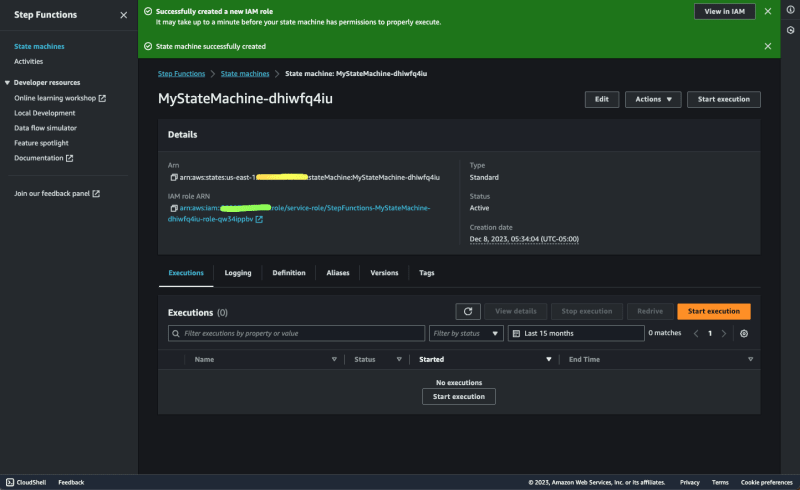 Step Functions
State machines
Activities
Developer resources
Online learning workshop
Local Development
Data flow simulator
Feature spotlight
Documentation
Join our feedback panel
Successfully created a new IAM role
It may take up to a minute before your state machine has permissions to properly execute.
View in IAM
State machine successfully created
Step Functions > State machines > State machine: MyStateMachine-dhiwfq4iu
MyStateMachine-dhiwfq4iu
Edit
Actions
Start execution
Details
Arn
arn:aws:states:us-east-1 stateMachine:MyStateMachine-dhiwfq4iu
IAM role ARN
arn:aws:iam: role/service-role/StepFunctions-MyStateMachine-
dhiwfq4iu-role-qw34ippbv
Type
Standard
Status
Active
Creation date
Dec 8, 2023, 05:34:04 (UTC-05:00)
Executions
Logging
Definition
Aliases
Versions
Tags
Executions (0)
View details
Stop execution
Redrive
Start execution
Filter executions by property or value
Filter by status
Last 15 months
0 matches
1
Name
Status
Started
End Time
No executions
Start execution
CloudShell
Feedback
© 2023, Amazon Web Services, Inc. or its affiliates.
Privacy
Terms
Cookie preferences